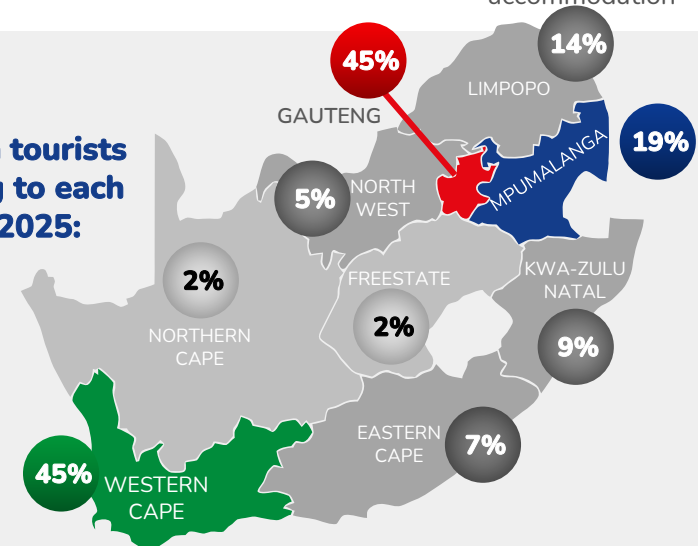 accommodation
tourists
to each
2025:
45%
GAUTENG
14%
LIMPOPO
19%
MPUMALANGA
5%
NORTH
WEST
2%
NORTHERN
CAPE
FREESTATE
2%
KWA-ZULU
NATAL
9%
EASTERN
CAPE
7%
45%
WESTERN
CAPE